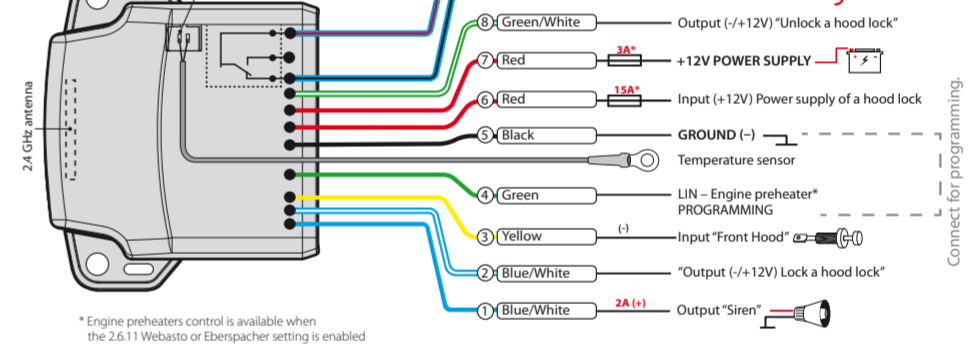 8 Green/White Output (-/+12V) “Unlock a hood lock”
7 Red 3A* +12V POWER SUPPLY
6 Red 15A* Input (+12V) Power supply of a hood lock
5 Black GROUND (−)
Temperature sensor
4 Green LIN – Engine preheater*
PROGRAMMING
3 Yellow (-) Input “Front Hood”
2 Blue/White “Output (-/+12V) Lock a hood lock”
1 Blue/White 2A (+) Output “Siren”
2.4 GHz antenna
Connect for programming.
* Engine preheaters control is available when
the 2.6.11 Webasto or Eberspacher setting is enabled